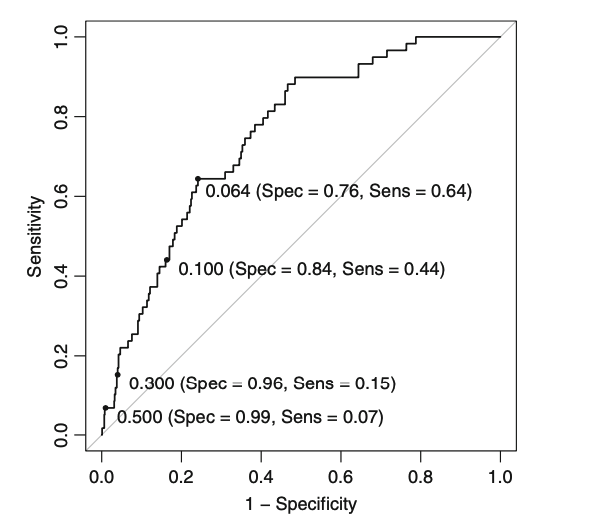 1.0
0.8
0.6
0.4
0.2
0.0
Sensitivity
0.064 (Spec = 0.76, Sens = 0.64)
0.100 (Spec = 0.84, Sens = 0.44)
0.300 (Spec = 0.96, Sens = 0.15)
0.500 (Spec = 0.99, Sens = 0.07)
0.0 0.2 0.4 0.6 0.8 1.0
1 − Specificity